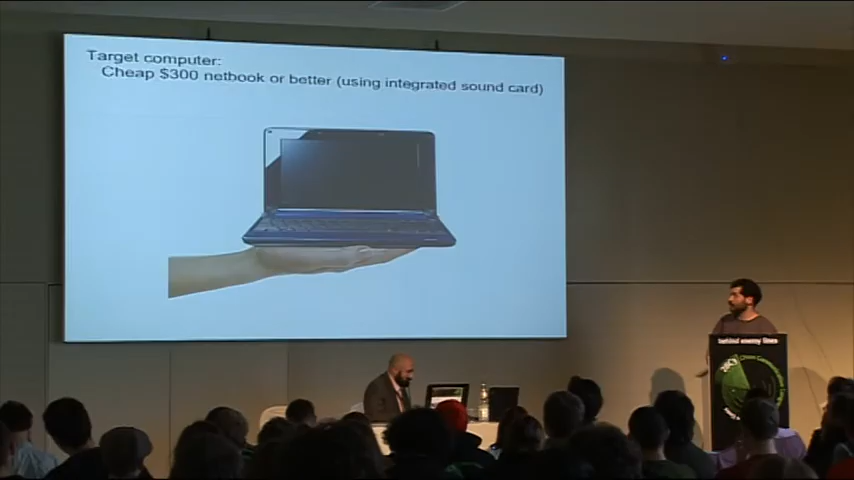 Target computer:
Cheap $300 netbook or better (using integrated sound card)
behind enemy lines